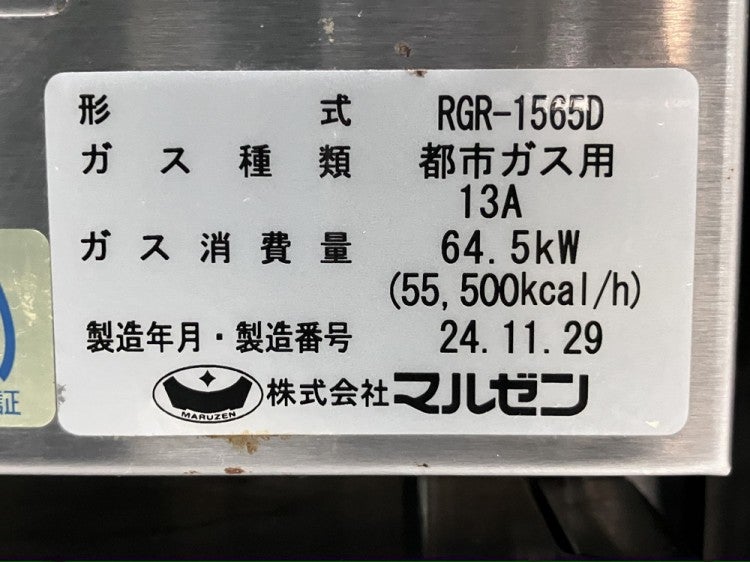 形式 RGR-1565D
ガス種類 都市ガス用
13A
ガス消費量 64.5kW
(55,500kcal/h)
製造年月・製造番号 24.11.29
MARUZEN 株式会社マルゼン
証